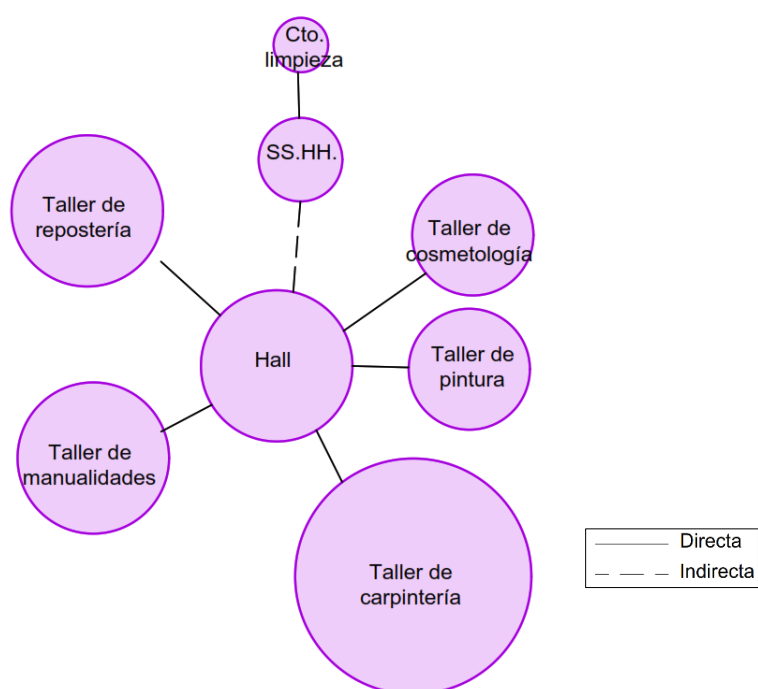 Cto.
limpieza
SS.HH.
Taller de
repostería
Taller de
cosmetología
Hall
Taller de
pintura
Taller de
manualidades
Taller de
carpintería
Directa
Indirecta